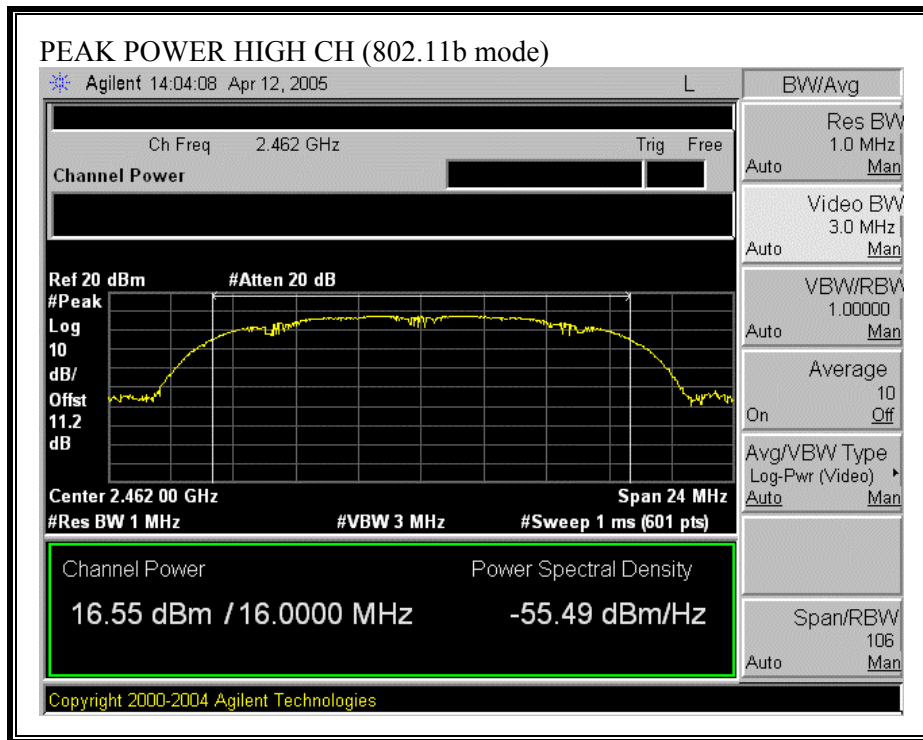 PEAK POWER HIGH CH (802.11b mode)
Agilent 14:04:08 Apr 12, 2005 L
Ch Freq 2.462 GHz Trig Free
Channel Power
Ref 20 dBm #Atten 20 dB
#Peak
Log
10
dB/
Offst
11.2
dB
Center 2.462 00 GHz Span 24 MHz
#Res BW 1 MHz #VBW 3 MHz #Sweep 1 ms (601 pts)
Channel Power Power Spectral Density
16.55 dBm / 16.0000 MHz -55.49 dBm/Hz
Copyright 2000-2004 Agilent Technologies
BW/Avg
Res BW
1.0 MHz
Auto Man
Video BW
3.0 MHz
Auto Man
VBW/RBW
1.00000
Auto Man
Average
10
On Off
Avg/VBW Type
Log-Pwr (Video)
Auto Man
Span/RBW
106
Auto Man